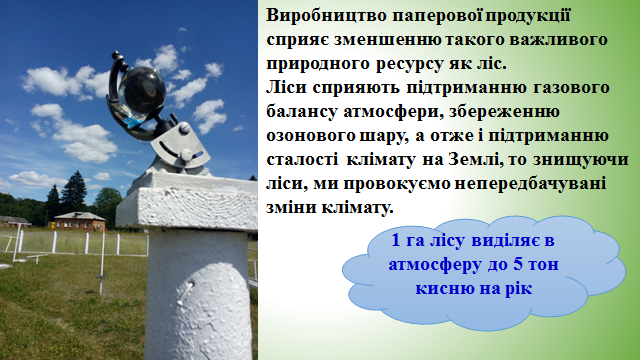 Виробництво паперової продукції
сприяє зменшенню такого важливого
природного ресурсу як ліс.
Ліси сприяють підтриманню газового
балансу атмосфери, збереженню
озонового шару, а отже і підтриманню
сталості клімату на Землі, то знищуючи
ліси, ми провокуємо непередбачувані
зміни клімату.
1 га лісу виділяє в
атмосферу до 5 тон
кисню на рік